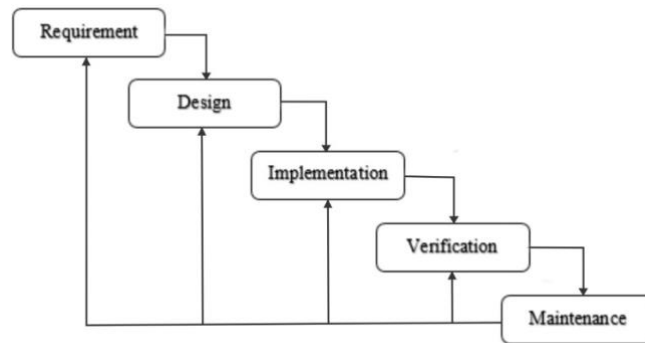 Requirement
Design
Implementation
Verification
Maintenance